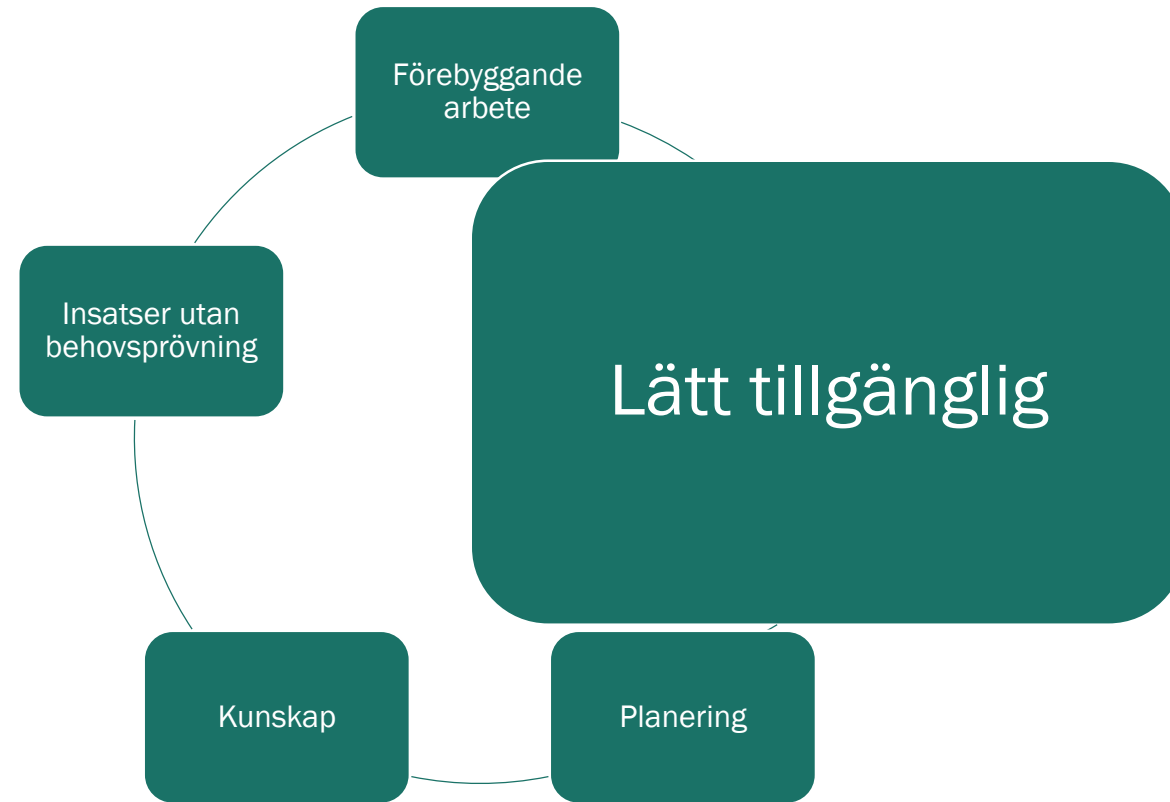 Förebyggande
arbete
Lätt tillgänglig
Planering
Kunskap
Insatser utan
behovsprövning